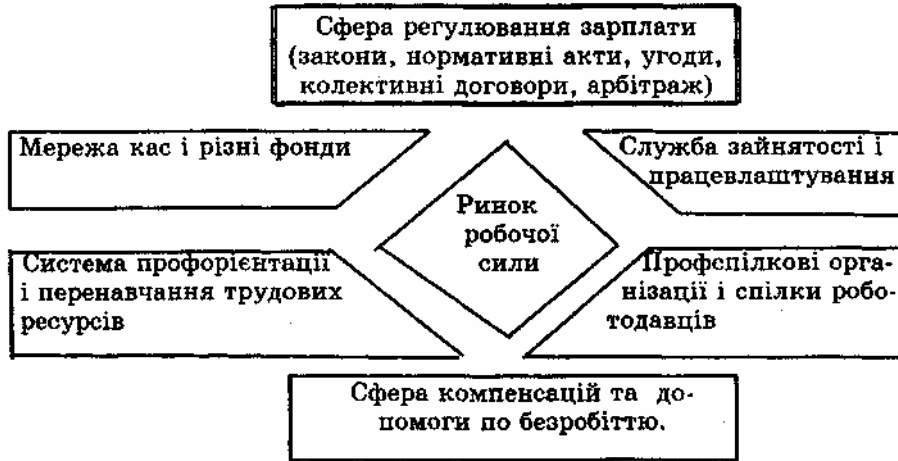 Сфера регулювання зарплати
(закони, нормативні акти, угоди,
колективні договори, арбітраж)
Мережа кас і різні фонди
Служба зайнятості і
працевлаштування
Ринок
робочої
сили
Система профорієнтації
і перенавчання трудових
ресурсів
Профспілкові орга-
нізації і спілки робо-
тодавців
Сфера компенсацій та до-
помоги по безробіттю.